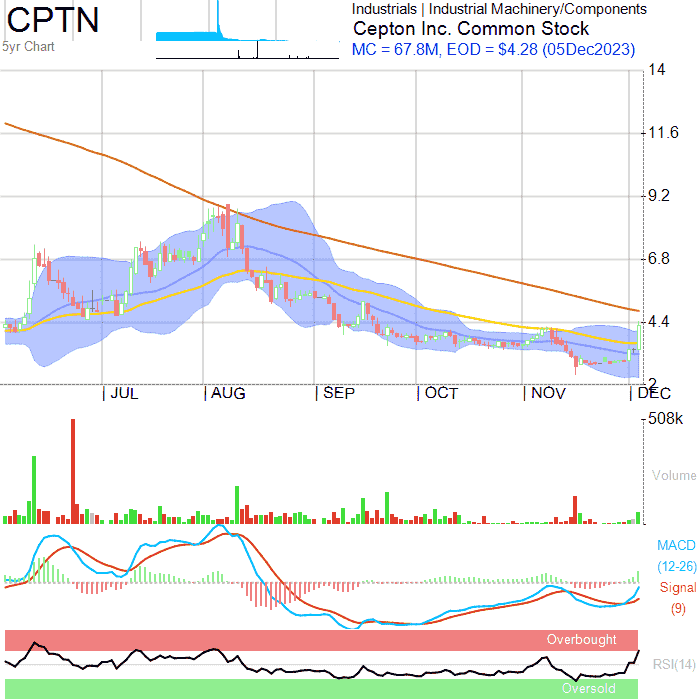 CPTN
5yr Chart
Industrials | Industrial Machinery/Components
Cepton Inc. Common Stock
MC = 67.8M, EOD = $4.28 (05Dec2023)
14
11.6
9.2
6.8
4.4
2
JUL AUG SEP OCT NOV DEC
508k
Volume
MACD
(12-26)
Signal
(9)
Overbought
RSI(14)
Oversold